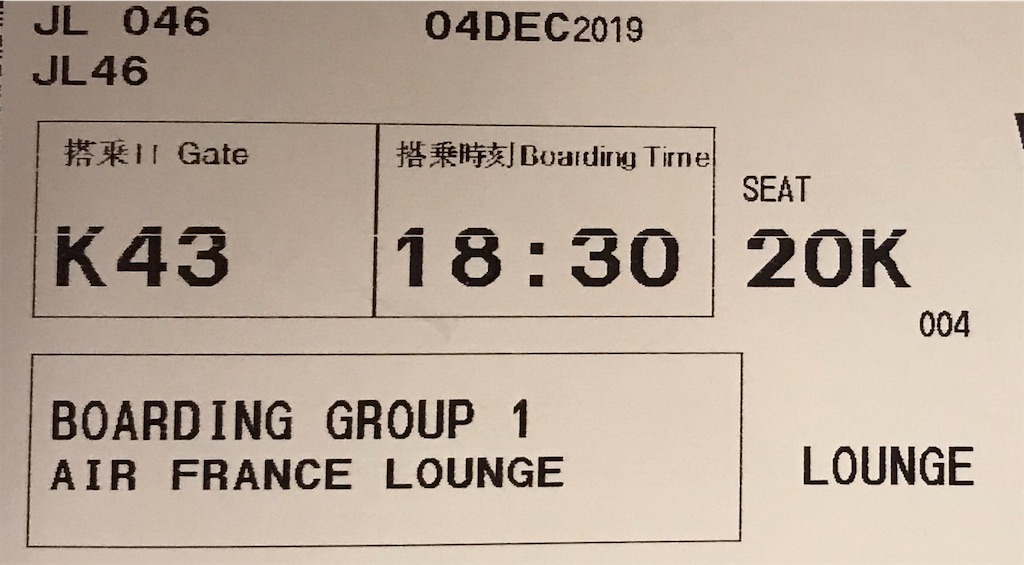 JL 046 04DEC2019
JL46
搭乗口 Gate 搭乗時刻 Boarding Time
SEAT
K43 18:30 20K
004
BOARDING GROUP 1
AIR FRANCE LOUNGE LOUNGE